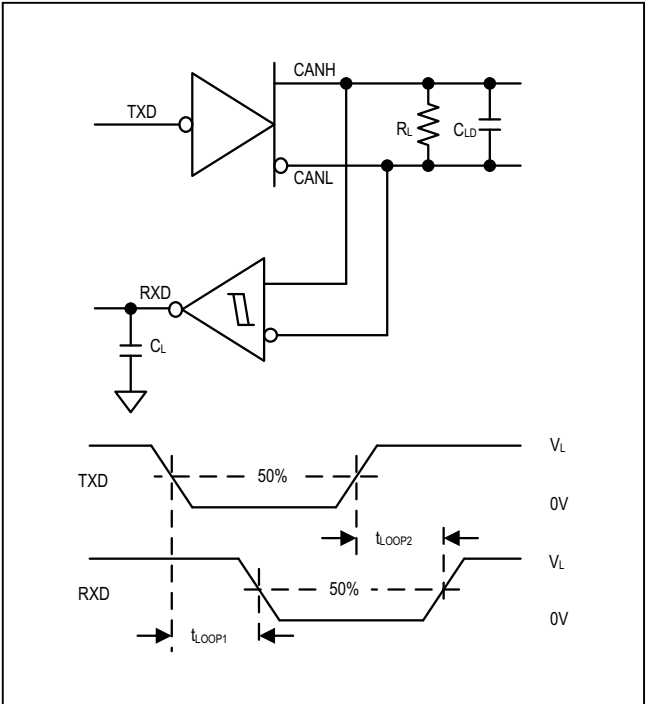 CANH
TXD
RL
CLD
CANL
RXD
CL
VL
TXD
50%
0V
tLOOP2
VL
RXD
50%
0V
tLOOP1